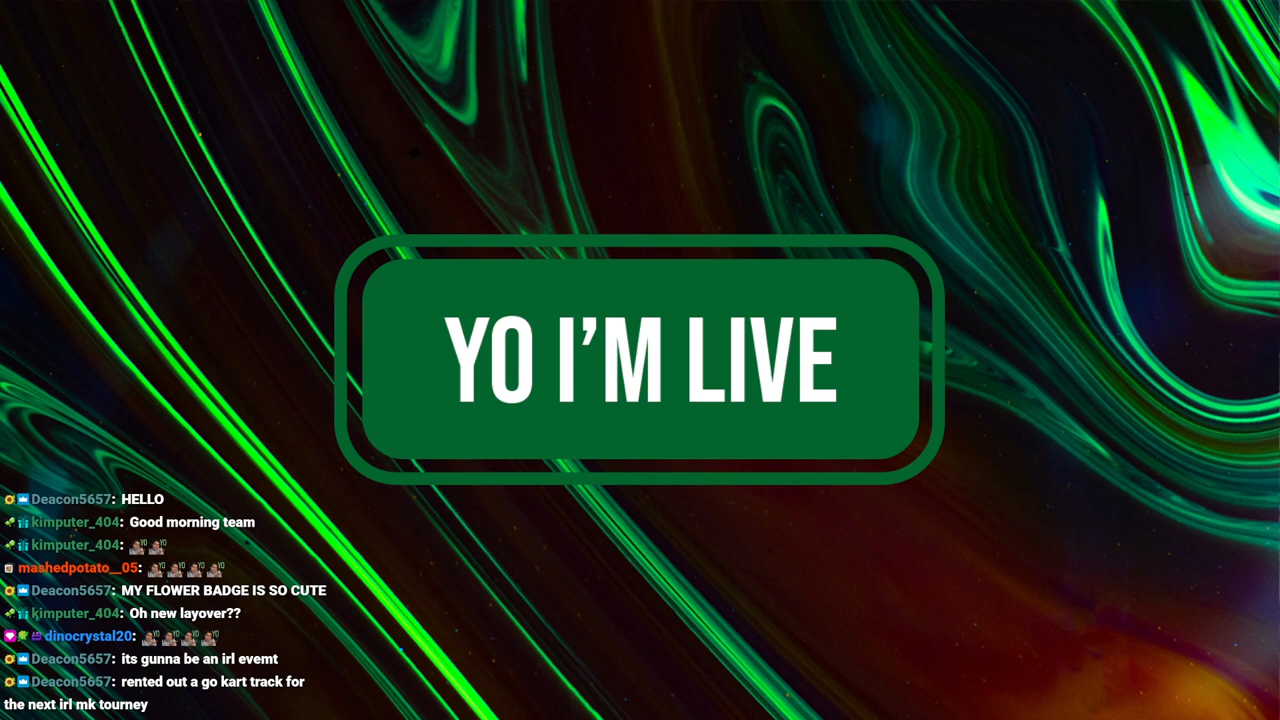 YO I’M LIVE
Deacon5657: HELLO
kimputer_404: Good morning team
kimputer_404:
mashedpotato__05:
Deacon5657: MY FLOWER BADGE IS SO CUTE
kimputer_404: Oh new layover??
dinocrystal20:
Deacon5657: its gunna be an irl evemt
Deacon5657: rented out a go kart track for
the next irl mk tourney